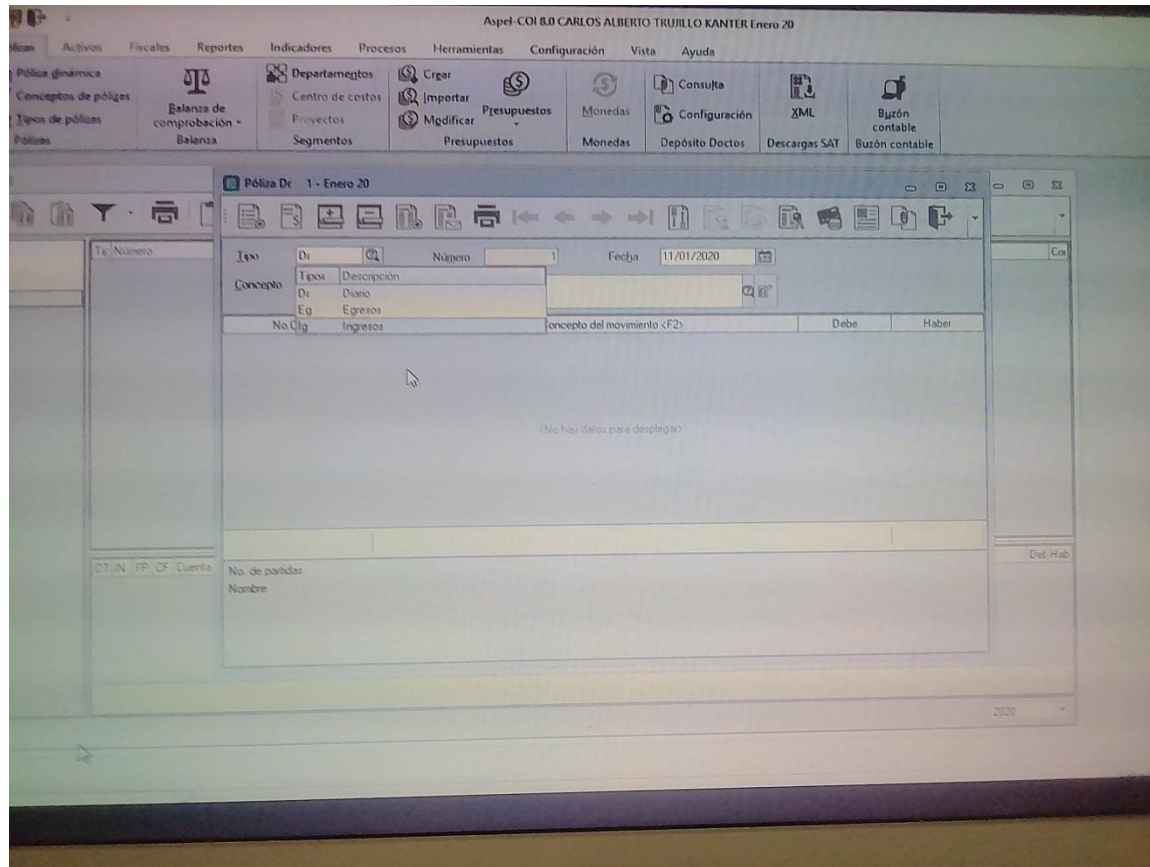 Aspel-COI 8.0 CARLOS ALBERTO TRUJILLO KANTER Enero 20
Activos Fiscales Reportes Indicadores Procesos Herramientas Configuración Vista Ayuda
Póliza dinámica
Conceptos de pólizas
Tipos de pólizas
Pólizas
Balanza de
comprobación
Balanza
Departamentos
Centro de costos
Proyectos
Segmentos
Crear
Importar
Modificar
Presupuestos
Presupuestos
Monedas
Monedas
Consulta
Configuración
Depósito Doctos
XML
Descargas SAT
Buzón
contable
Buzón contable
Póliza Dr 1 - Enero 20
Tip Número
Tipo Dr Número 1 Fecha 11/01/2020
Concepto
Tipos Descripción
Dr Diario
Eg Egresos
Ig Ingresos
No.C
Concepto del movimiento <F2> Debe Haber
<No hay datos para desplegar>
No. de partidas
Nombre
Cuenta
2020